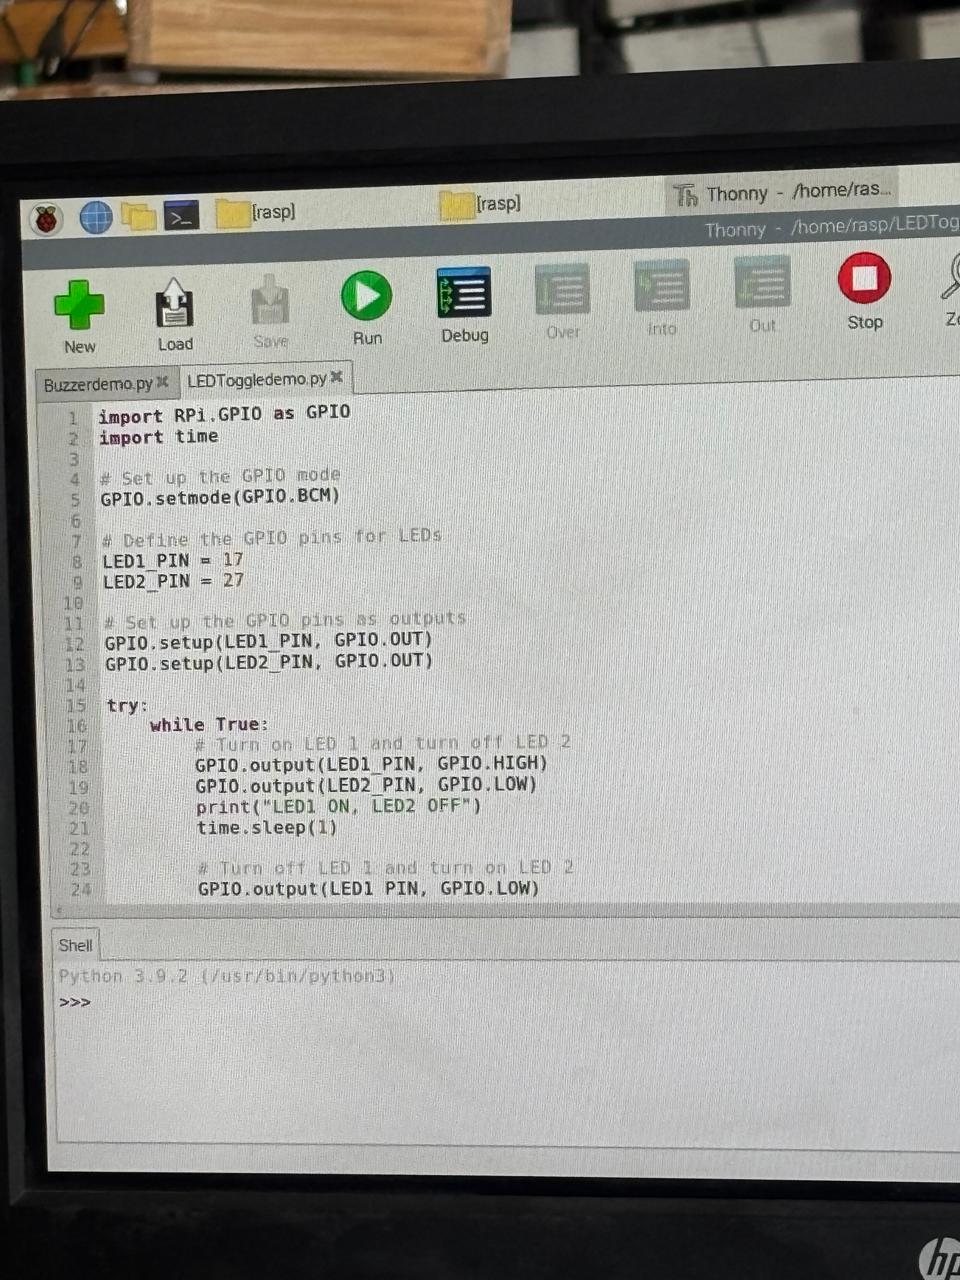 [rasp]
[rasp]
Thonny - /home/ras...
Thonny - /home/rasp/LEDTog
New
Load
Save
Run
Debug
Over
Into
Out
Stop
Zo
Buzzerdemo.py
LEDToggledemo.py
1 import RPi.GPIO as GPIO
2 import time
3
4 # Set up the GPIO mode
5 GPIO.setmode(GPIO.BCM)
6
7 # Define the GPIO pins for LEDs
8 LED1_PIN = 17
9 LED2_PIN = 27
10
11 # Set up the GPIO pins as outputs
12 GPIO.setup(LED1_PIN, GPIO.OUT)
13 GPIO.setup(LED2_PIN, GPIO.OUT)
14
15 try:
16 while True:
17 # Turn on LED 1 and turn off LED 2
18 GPIO.output(LED1_PIN, GPIO.HIGH)
19 GPIO.output(LED2_PIN, GPIO.LOW)
20 print("LED1 ON, LED2 OFF")
21 time.sleep(1)
22
23 # Turn off LED 1 and turn on LED 2
24 GPIO.output(LED1_PIN, GPIO.LOW)
Shell
Python 3.9.2 (/usr/bin/python3)
>>>
hp